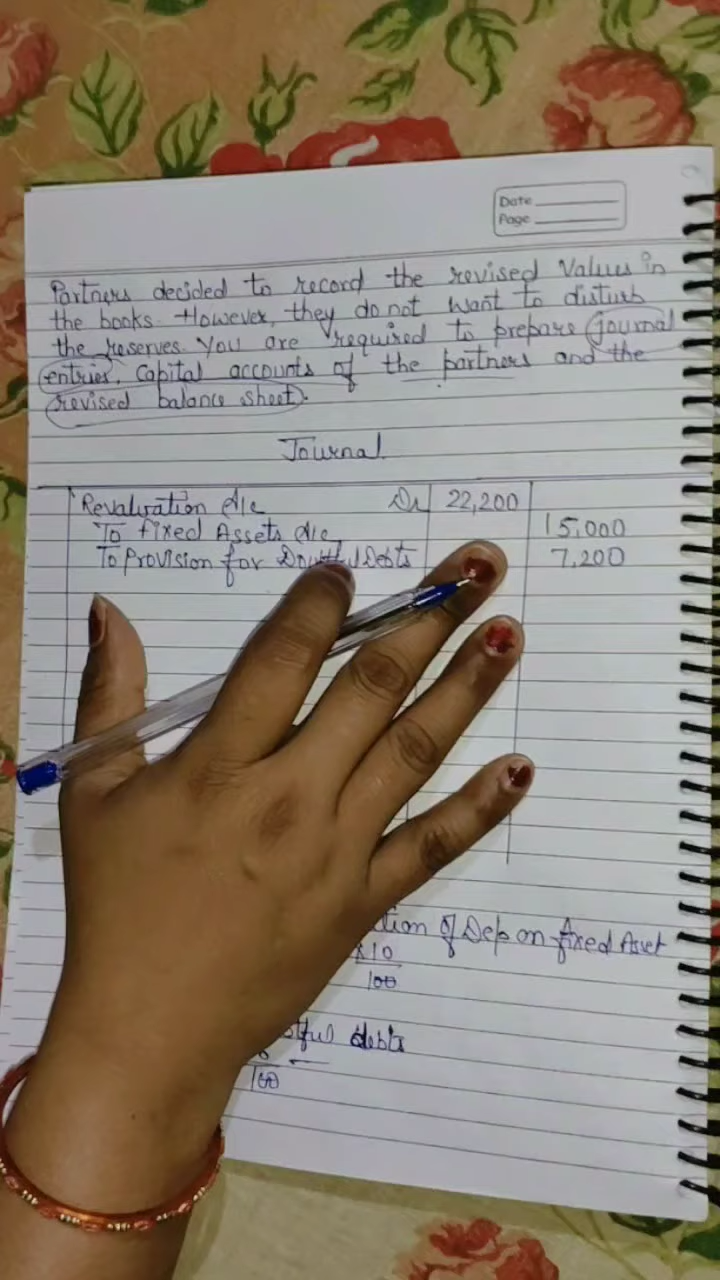 Date
Page
Partners decided to record the revised values in
the books. However, they do not want to disturb
the reserves. You are required to prepare journal
entries, capital accounts of the partners and the
revised balance sheet.
Journal
Revaluation A/c Dr 22,200
To fixed Assets A/c 15,000
To Provision for Doubtful Debts 7,200
of Dep on fixed Asset
10
100
debts
100